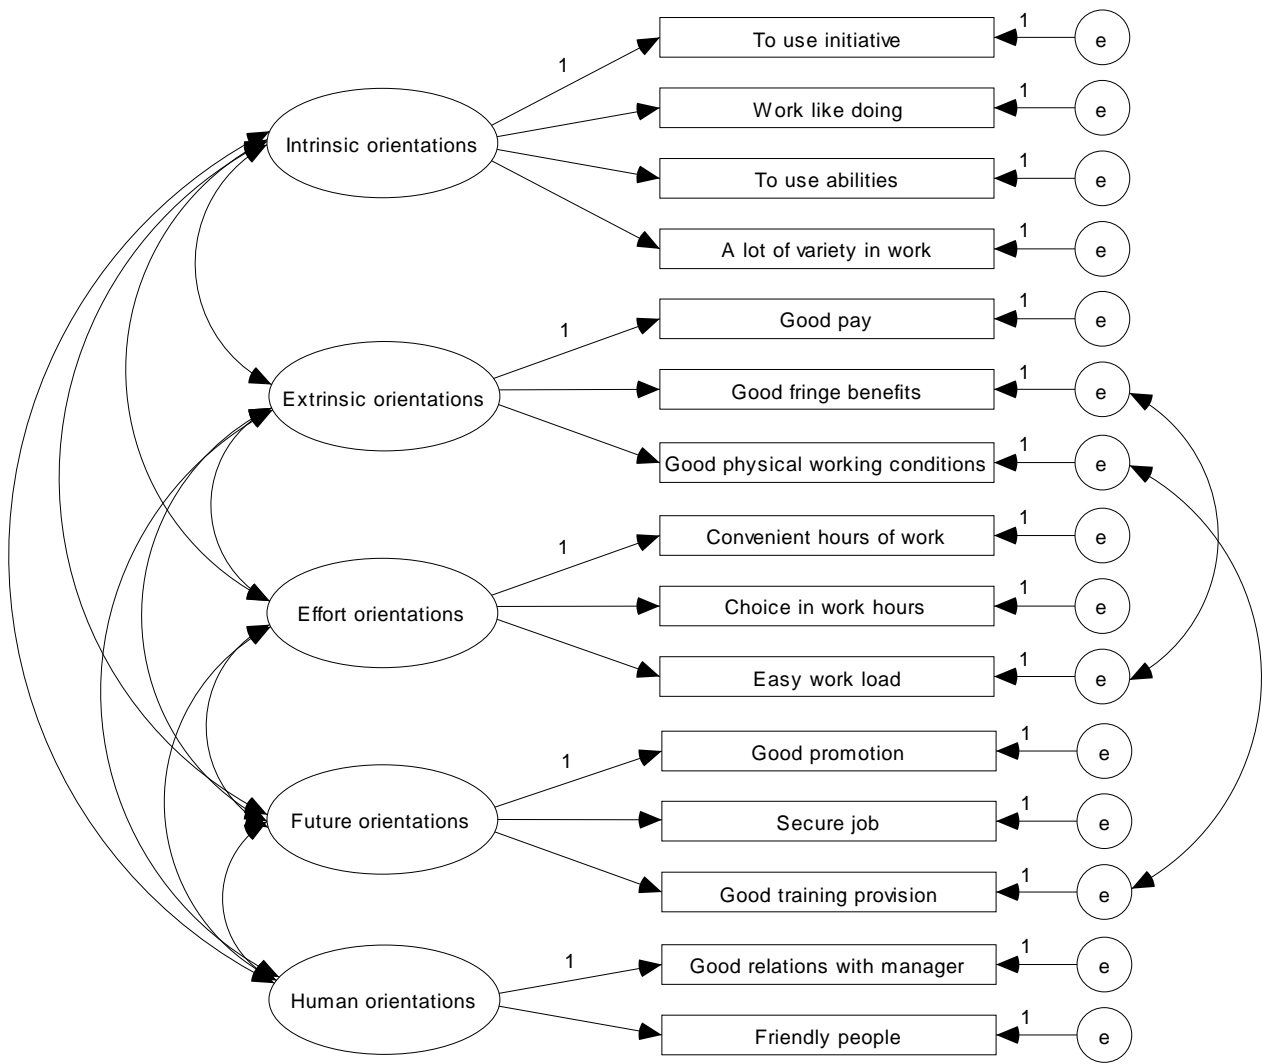 To use initiative
1
e
1
Work like doing
1
e
Intrinsic orientations
To use abilities
1
e
A lot of variety in work
1
e
Good pay
1
e
1
Extrinsic orientations
Good fringe benefits
1
e
Good physical working conditions
1
e
Convenient hours of work
1
e
1
Effort orientations
Choice in work hours
1
e
Easy work load
1
e
Good promotion
1
e
1
Future orientations
Secure job
1
e
Good training provision
1
e
Good relations with manager
1
e
1
Human orientations
Friendly people
1
e